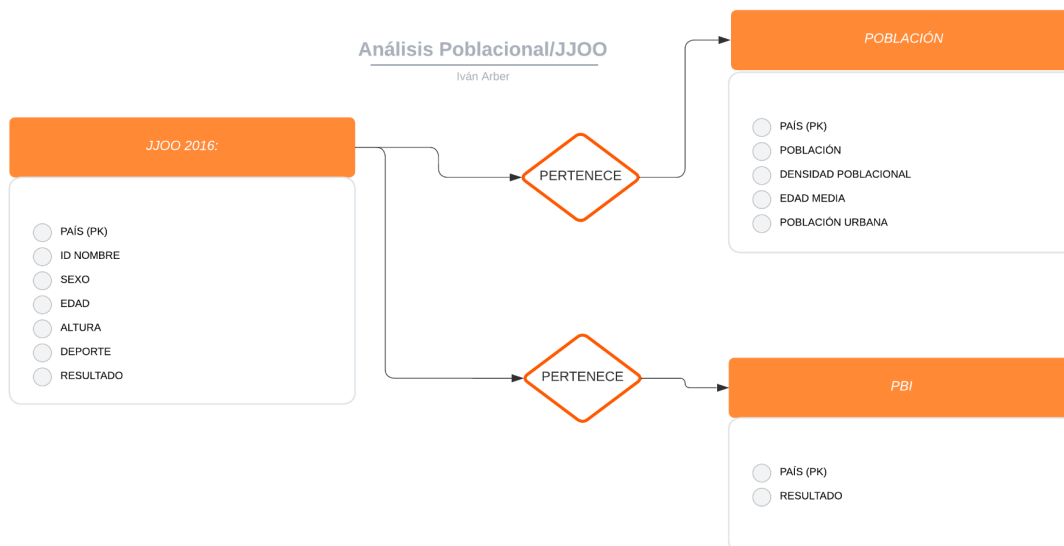 Análisis Poblacional/JJOO
Iván Arber
JJOO 2016:
PAÍS (PK)
ID NOMBRE
SEXO
EDAD
ALTURA
DEPORTE
RESULTADO
PERTENECE
POBLACIÓN
PAÍS (PK)
POBLACIÓN
DENSIDAD POBLACIONAL
EDAD MEDIA
POBLACIÓN URBANA
PERTENECE
PBI
PAÍS (PK)
RESULTADO